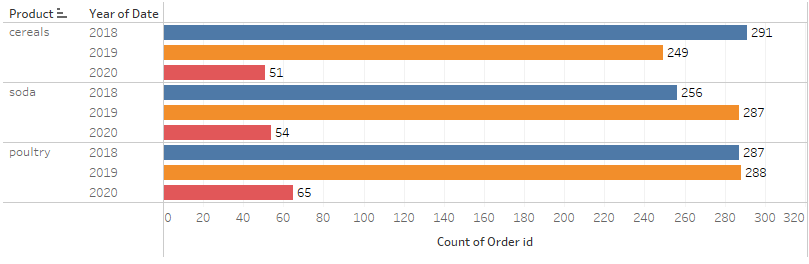 Product Year of Date
cereals 2018 291
2019 249
2020 51
soda 2018 256
2019 287
2020 54
poultry 2018 287
2019 288
2020 65
0 20 40 60 80 100 120 140 160 180 200 220 240 260 280 300 320
Count of Order id